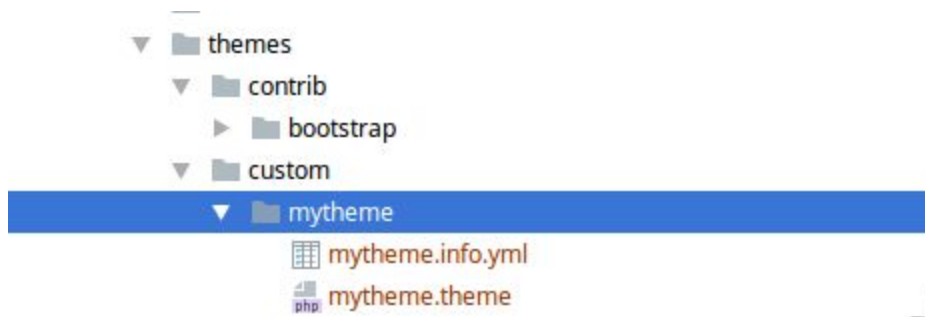 themes
contrib
bootstrap
custom
mytheme
mytheme.info.yml
php mytheme.theme